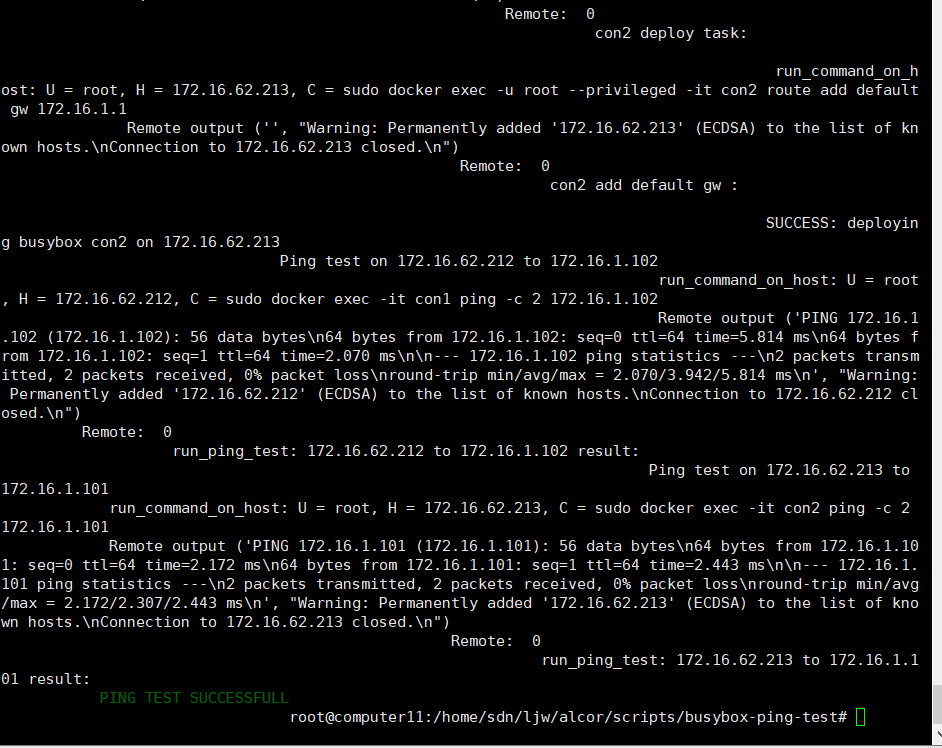 Remote:  0
con2 deploy task:
run_command_on_h
ost: U = root, H = 172.16.62.213, C = sudo docker exec -u root --privileged -it con2 route add default
 gw 172.16.1.1
Remote output ('', "Warning: Permanently added '172.16.62.213' (ECDSA) to the list of kn
own hosts.\nConnection to 172.16.62.213 closed.\n")
Remote:  0
con2 add default gw :
SUCCESS: deployin
g busybox con2 on 172.16.62.213
Ping test on 172.16.62.212 to 172.16.1.102
run_command_on_host: U = root
, H = 172.16.62.212, C = sudo docker exec -it con1 ping -c 2 172.16.1.102
Remote output ('PING 172.16.1
.102 (172.16.1.102): 56 data bytes\n64 bytes from 172.16.1.102: seq=0 ttl=64 time=5.814 ms\n64 bytes f
rom 172.16.1.102: seq=1 ttl=64 time=2.070 ms\n\n--- 172.16.1.102 ping statistics ---\n2 packets transm
itted, 2 packets received, 0% packet loss\nround-trip min/avg/max = 2.070/3.942/5.814 ms\n', "Warning:
 Permanently added '172.16.62.212' (ECDSA) to the list of known hosts.\nConnection to 172.16.62.212 cl
osed.\n")
Remote:  0
run_ping_test: 172.16.62.212 to 172.16.1.102 result:
Ping test on 172.16.62.213 to
172.16.1.101
run_command_on_host: U = root, H = 172.16.62.213, C = sudo docker exec -it con2 ping -c 2
172.16.1.101
Remote output ('PING 172.16.1.101 (172.16.1.101): 56 data bytes\n64 bytes from 172.16.1.10
1: seq=0 ttl=64 time=2.172 ms\n64 bytes from 172.16.1.101: seq=1 ttl=64 time=2.443 ms\n\n--- 172.16.1.
101 ping statistics ---\n2 packets transmitted, 2 packets received, 0% packet loss\nround-trip min/avg
/max = 2.172/2.307/2.443 ms\n', "Warning: Permanently added '172.16.62.213' (ECDSA) to the list of kno
wn hosts.\nConnection to 172.16.62.213 closed.\n")
Remote:  0
run_ping_test: 172.16.62.213 to 172.16.1.1
01 result:
PING TEST SUCCESSFULL
root@computer11:/home/sdn/ljw/alcor/scripts/busybox-ping-test#